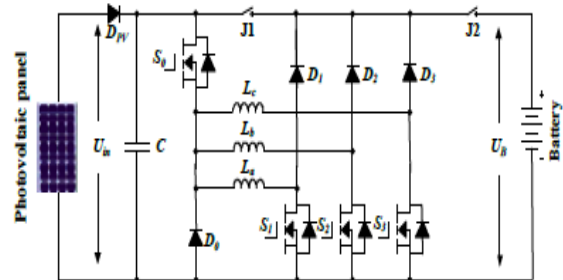 D_PV
J1
J2
S_0
D_1
D_2
D_3
L_c
L_b
L_a
Photovoltaic panel
U_in
C
U_B
Battery
+
-
D_0
S_1
S_2
S_3